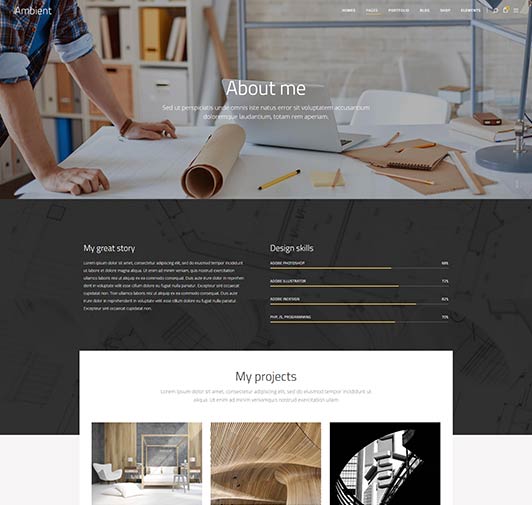 Ambient
HOMES PAGES PORTFOLIO BLOG SHOP ELEMENTS
About me
Sed ut perspiciatis unde omnis iste natus error sit voluptatem accusantium
doloremque laudantium, totam rem aperiam.
My great story
Lorem ipsum dolor sit amet, consectetur adipiscing elit, sed do eiusmod tempor incididunt
ut labore et dolore magna aliqua. Ut enim ad minim veniam, quis nostrud exercitation
ullamco laboris nisi ut aliquip ex ea commodo consequat. Duis aute irure dolor in reprehe
nderit in voluptate velit esse cillum dolore eu fugiat nulla pariatur. Excepteur sint occaecat
cupidatat non. Tion ullamco laboris nisi ut aliquip ex ea commodo consequat. Duis aute irure
dolor in reprehenderit in voluptate velit esse cillum dolore eu fugiat nulla pariatur. Excepteur
sint occaecat cupidatat non.
Design skills
ADOBE PHOTOSHOP 68%
ADOBE ILLUSTRATOR 72%
ADOBE INDESIGN 82%
PHP, JS, PROGRAMMING 70%
My projects
Lorem ipsum dolor sit amet, consectetur adipisicing elit, sed do eiusmod tempor incididunt ut
aliqua. Ut enim ad minim veniam, quis nostrud exercitation ullam